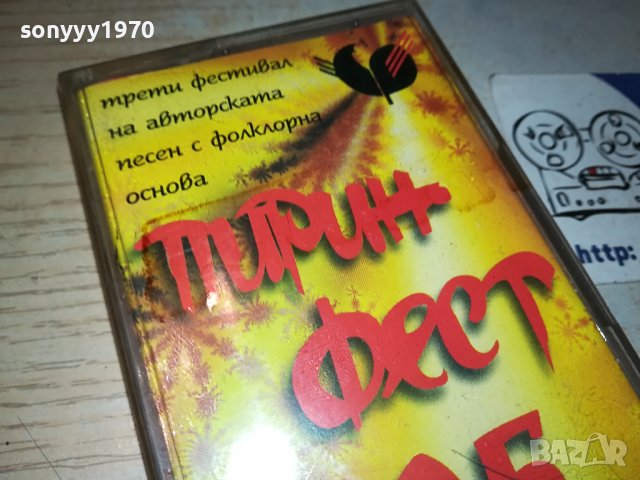 sonyyy1970
трети фестивал
на авторската
песен с фолклорна
основа
ПИРИН
ФЕСТ
http:
BAZAR